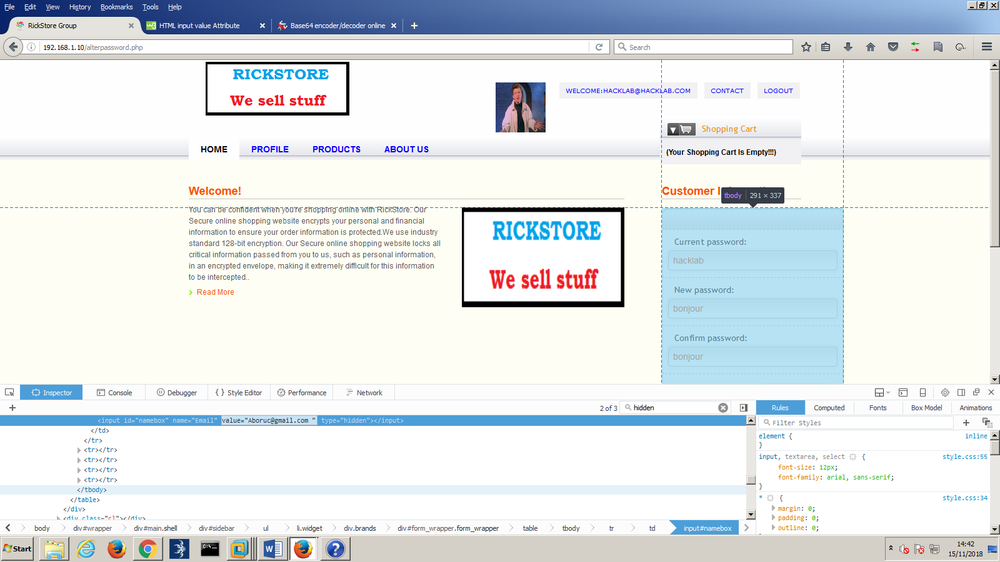 File Edit View History Bookmarks Tools Help
RickStore Group
HTML input value Attribute
Base64 encoder/decoder online
192.168.1.10/alterpassword.php
Search
RICKSTORE
We sell stuff
WELCOME:HACKLAB@HACKLAB.COM
CONTACT
LOGOUT
Shopping Cart
(Your Shopping Cart Is Empty!!!)
HOME PROFILE PRODUCTS ABOUT US
Welcome!
You can be confident when you're shopping online with RickStore. Our
Secure online shopping website encrypts your personal and financial
information to ensure your order information is protected.We use industry
standard 128-bit encryption. Our Secure online shopping website locks all
critical information passed from you to us, such as personal information,
in an encrypted envelope, making it extremely difficult for this information
to be intercepted..
Read More
RICKSTORE
We sell stuff
Customer
tbody 291 × 337
Current password:
hacklab
New password:
bonjour
Confirm password:
bonjour
Inspector Console Debugger Style Editor Performance Network
2 of 3 hidden
<input id="namebox" name="Email" value="Aboruc@gmail.com " type="hidden"></input>
</td>
</tr>
<tr></tr>
<tr></tr>
<tr></tr>
<tr></tr>
</tbody>
</table>
</div>
<div class="cl"></div>
body div#wrapper div#main.shell div#sidebar ul li.widget div.brands div#form_wrapper.form_wrapper table tbody tr td input#namebox
Rules Computed Fonts Box Model Animations
Filter Styles
element { inline
}
input, textarea, select { style.css:55
font-size: 12px;
font-family: arial, sans-serif;
}
* { style.css:34
margin: 0;
padding: 0;
outline: 0;
Start
14:42
15/11/2018